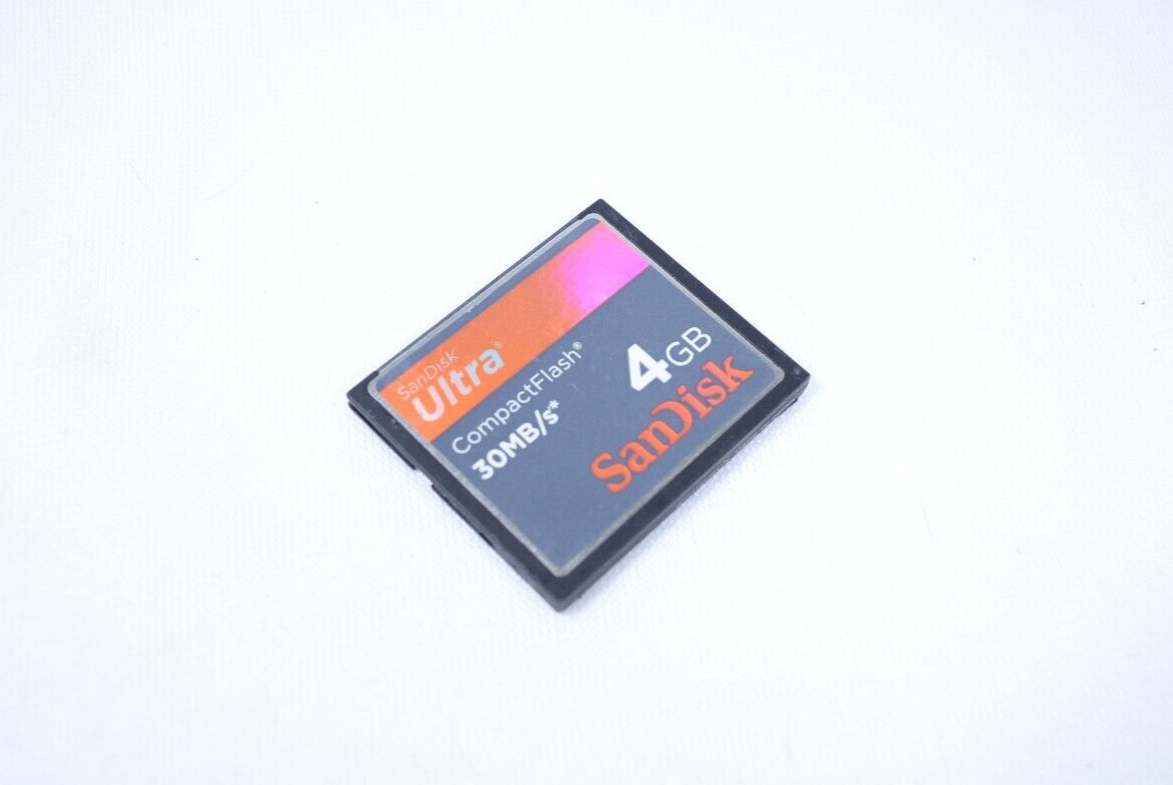 SanDisk
Ultra®
CompactFlash®
30MB/s*
4GB
SanDisk